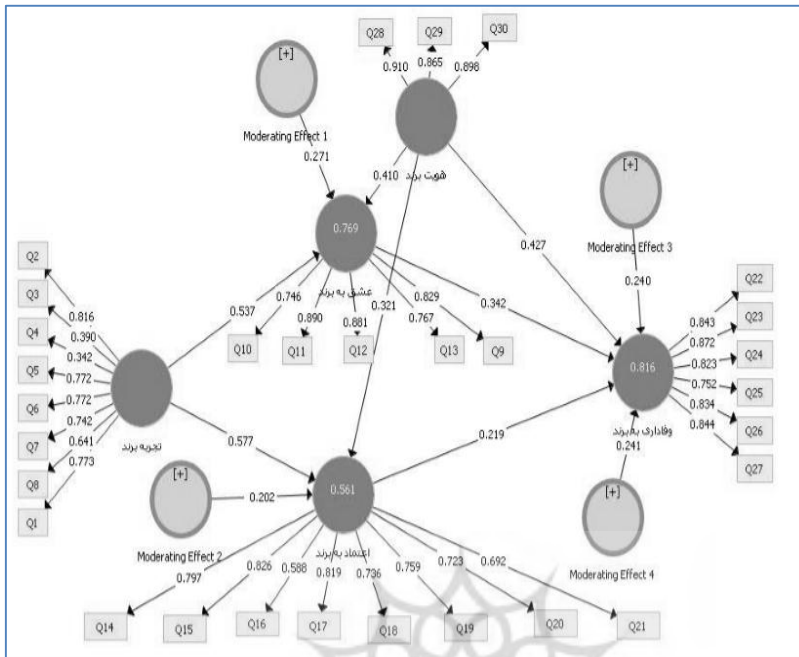 Q28
Q29
Q30
0.910
0.865
0.898
[+]
Moderating Effect 1
0.271
0.410
هویت برند
[+]
Moderating Effect 3
0.240
0.769
عشق به برند
0.427
0.321
0.342
0.537
0.746
0.890
0.881
0.767
0.829
Q10
Q11
Q12
Q13
Q9
Q2
Q3
Q4
Q5
Q6
Q7
Q8
Q1
0.816
0.390
0.342
0.772
0.772
0.742
0.641
0.773
تجربه برند
0.577
0.219
0.816
وفاداری به برند
0.843
0.872
0.823
0.752
0.834
0.844
Q22
Q23
Q24
Q25
Q26
Q27
0.241
[+]
Moderating Effect 4
[+]
Moderating Effect 2
0.202
0.561
اعتماد به برند
0.797
0.826
0.588
0.819
0.736
0.759
0.723
0.692
Q14
Q15
Q16
Q17
Q18
Q19
Q20
Q21